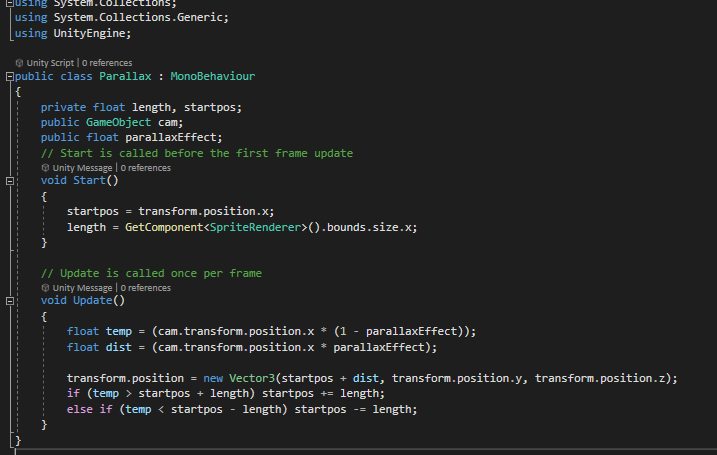 using System.Collections;
using System.Collections.Generic;
using UnityEngine;
Unity Script | 0 references
public class Parallax : MonoBehaviour
{
private float length, startpos;
public GameObject cam;
public float parallaxEffect;
// Start is called before the first frame update
Unity Message | 0 references
void Start()
{
startpos = transform.position.x;
length = GetComponent<SpriteRenderer>().bounds.size.x;
}
// Update is called once per frame
Unity Message | 0 references
void Update()
{
float temp = (cam.transform.position.x * (1 - parallaxEffect));
float dist = (cam.transform.position.x * parallaxEffect);
transform.position = new Vector3(startpos + dist, transform.position.y, transform.position.z);
if (temp > startpos + length) startpos += length;
else if (temp < startpos - length) startpos -= length;
}
}